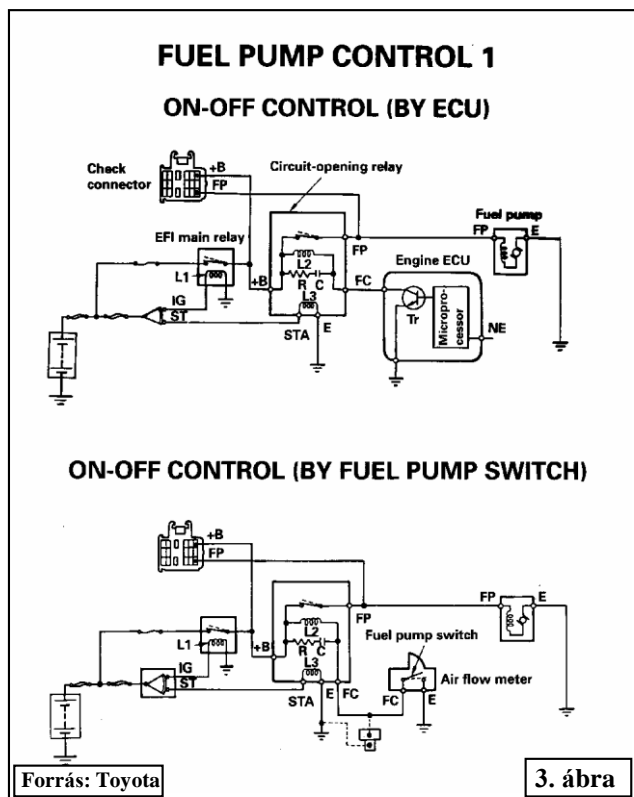 FUEL PUMP CONTROL 1
ON-OFF CONTROL (BY ECU)
Check connector
+B
FP
Circuit-opening relay
EFI main relay
L1
IG
ST
+B
L2
R
C
L3
STA
E
FP
FC
Engine ECU
Tr
Micropro-
cessor
NE
FP
Fuel pump
E
ON-OFF CONTROL (BY FUEL PUMP SWITCH)
+B
FP
L1
IG
ST
+B
L2
R
C
L3
STA
E
FC
FP
Fuel pump switch
Air flow meter
FC
E
FP
E
Forrás: Toyota
3. ábra